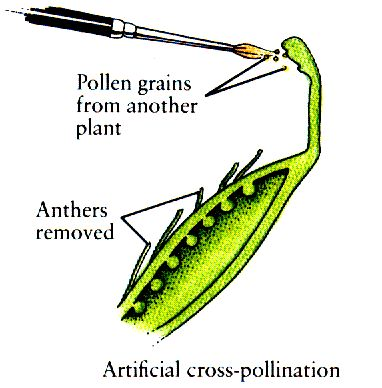 Pollen grains
from another
plant
Anthers
removed
Artificial cross-pollination